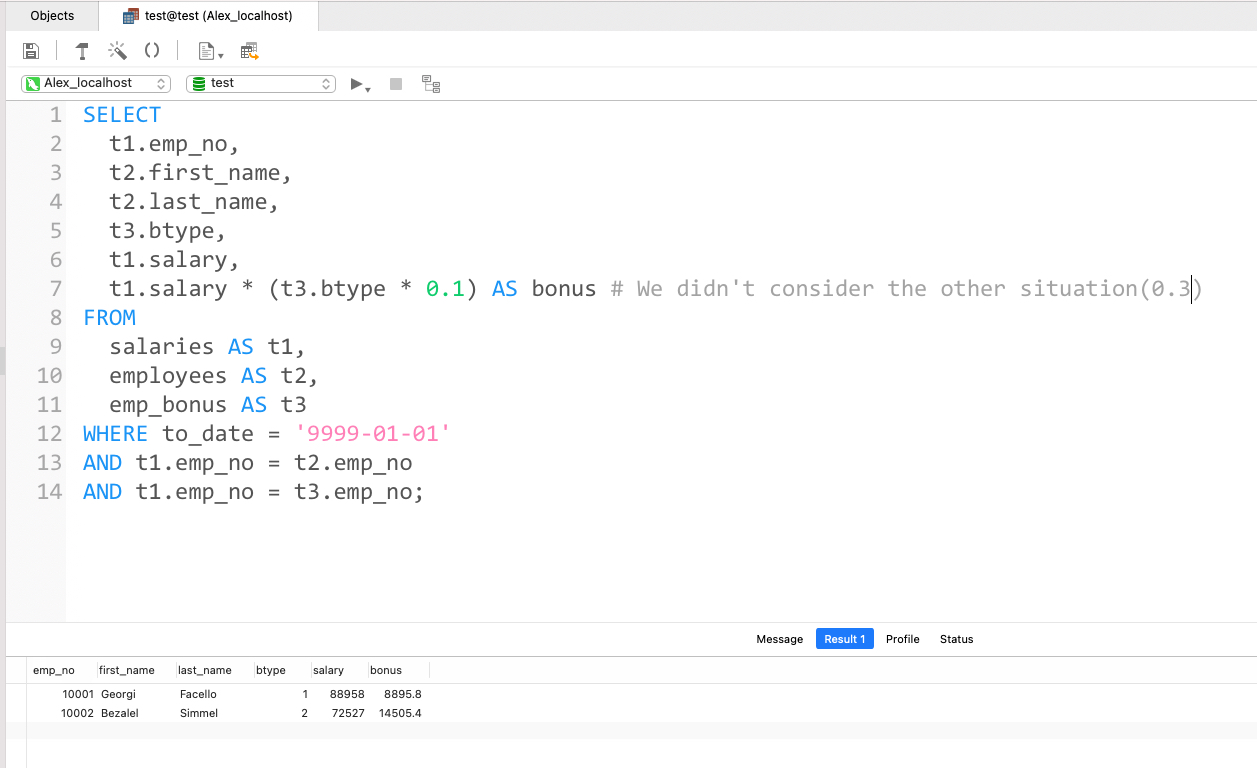 Objects
test@test (Alex_localhost)
Alex_localhost
test
1 SELECT
2 t1.emp_no,
3 t2.first_name,
4 t2.last_name,
5 t3.btype,
6 t1.salary,
7 t1.salary * (t3.btype * 0.1) AS bonus # We didn't consider the other situation(0.3)
8 FROM
9 salaries AS t1,
10 employees AS t2,
11 emp_bonus AS t3
12 WHERE to_date = '9999-01-01'
13 AND t1.emp_no = t2.emp_no
14 AND t1.emp_no = t3.emp_no;
Message Result 1 Profile Status
emp_no first_name last_name btype salary bonus
10001 Georgi Facello 1 88958 8895.8
10002 Bezalel Simmel 2 72527 14505.4